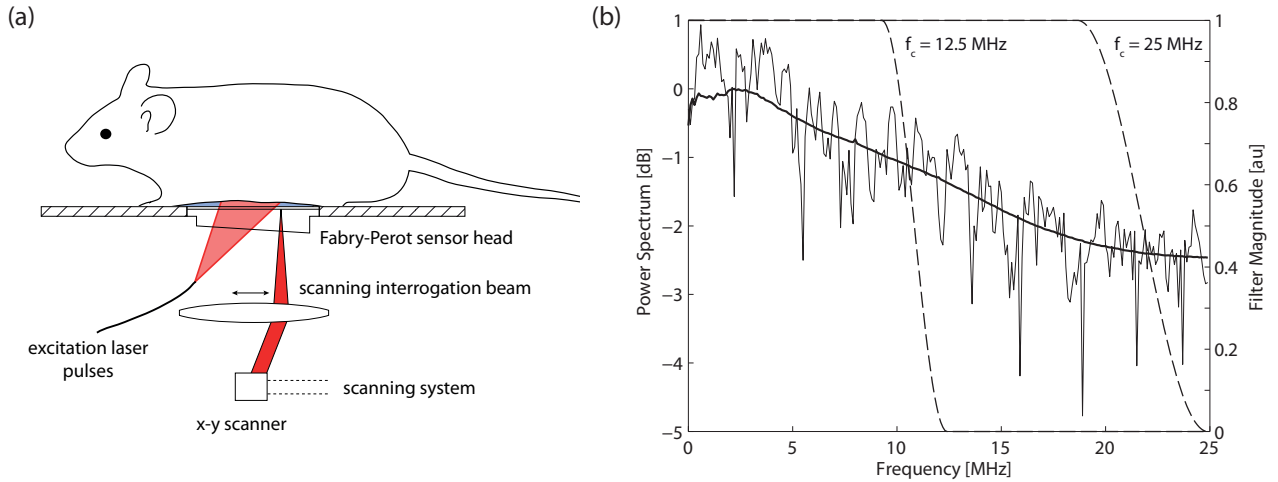 (a)
Fabry-Perot sensor head
scanning interrogation beam
excitation laser
pulses
scanning system
x-y scanner
(b)
f_c = 12.5 MHz
f_c = 25 MHz
1
0
−1
−2
−3
−4
−5
Power Spectrum [dB]
1
0.8
0.6
0.4
0.2
0
Filter Magnitude [au]
0
5
10
15
20
25
Frequency [MHz]